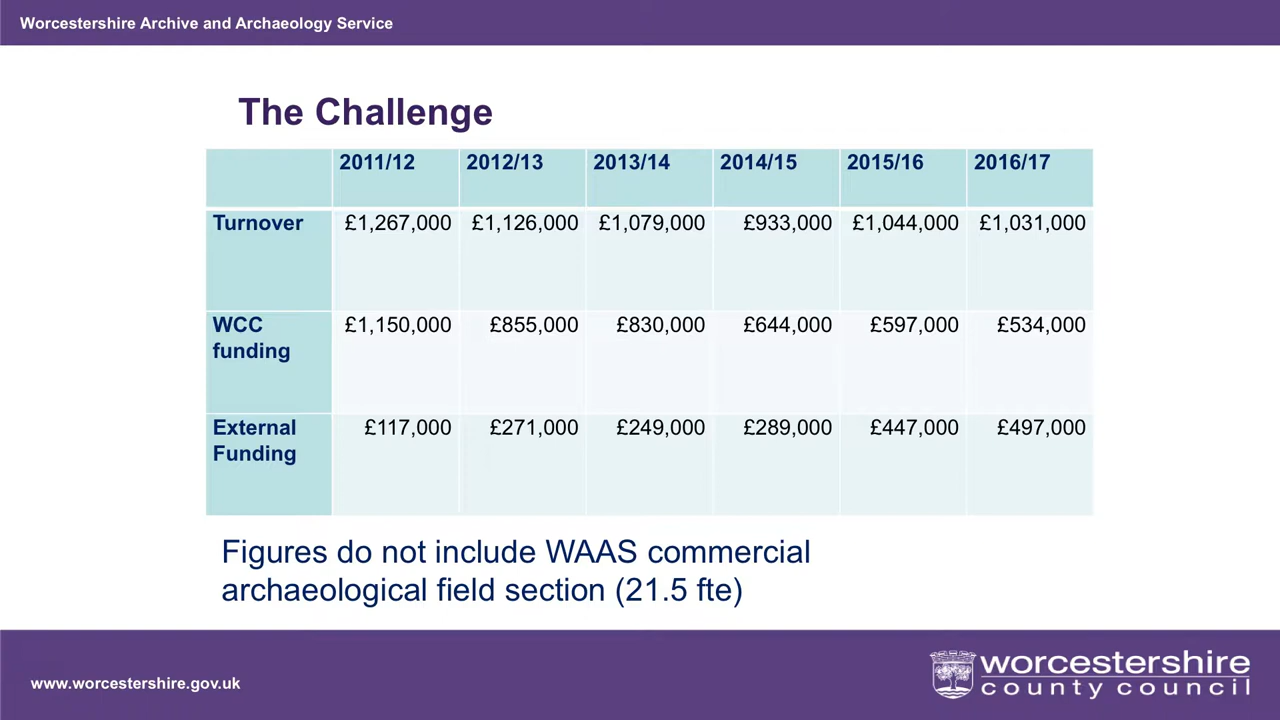 Worcestershire Archive and Archaeology Service
The Challenge
2011/12 2012/13 2013/14 2014/15 2015/16 2016/17
Turnover £1,267,000 £1,126,000 £1,079,000 £933,000 £1,044,000 £1,031,000
WCC £1,150,000 £855,000 £830,000 £644,000 £597,000 £534,000
funding
External £117,000 £271,000 £249,000 £289,000 £447,000 £497,000
Funding
Figures do not include WAAS commercial
archaeological field section (21.5 fte)
www.worcestershire.gov.uk
worcestershire
county council